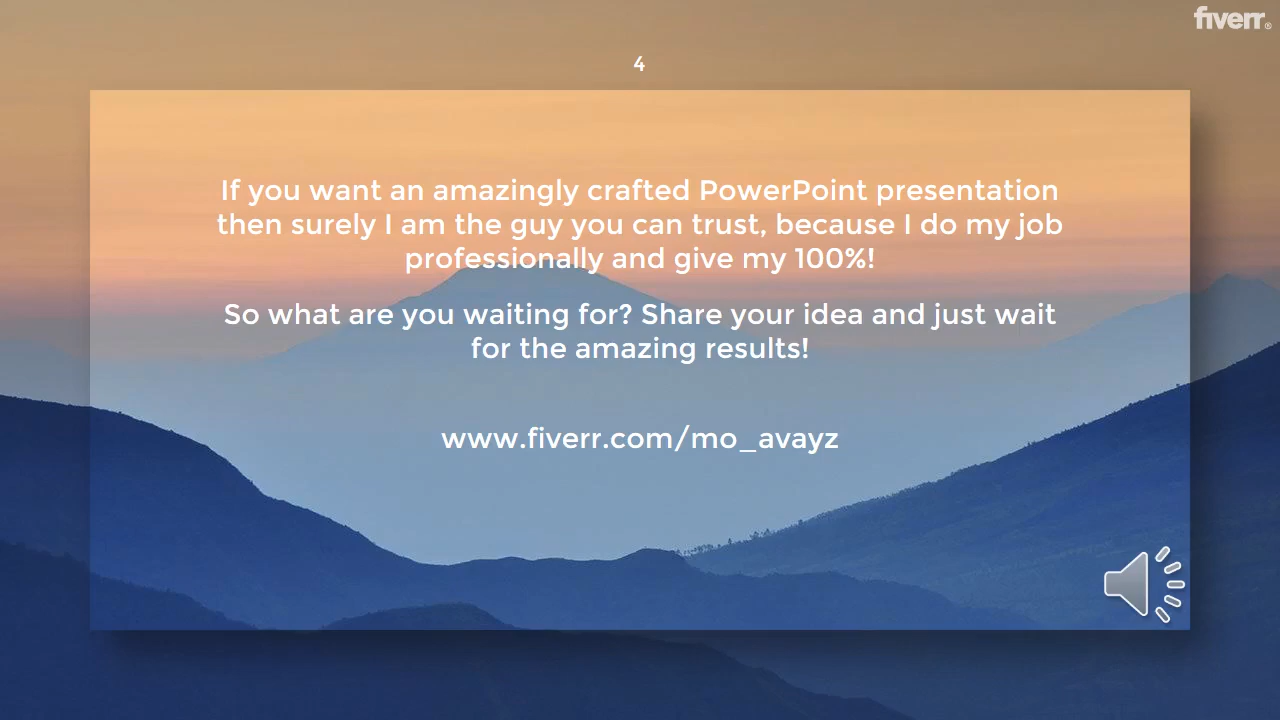 fiverr®
4
If you want an amazingly crafted PowerPoint presentation
then surely I am the guy you can trust, because I do my job
professionally and give my 100%!
So what are you waiting for? Share your idea and just wait
for the amazing results!
www.fiverr.com/mo_avayz